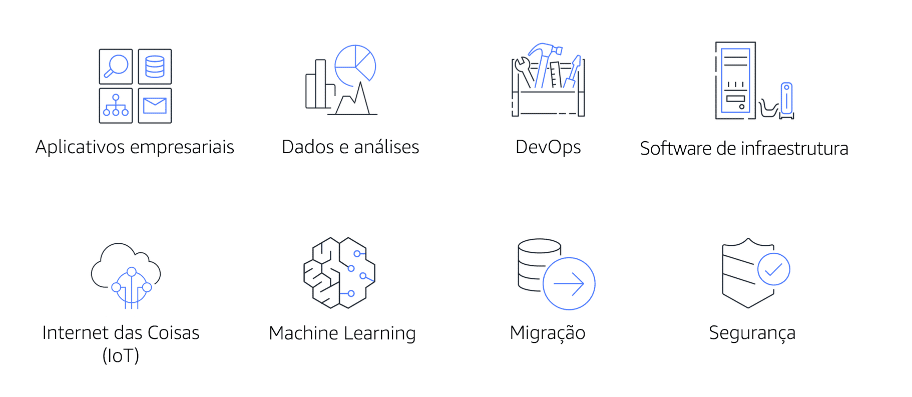 Aplicativos empresariais
Dados e análises
DevOps
Software de infraestrutura
Internet das Coisas
(IoT)
Machine Learning
Migração
Segurança